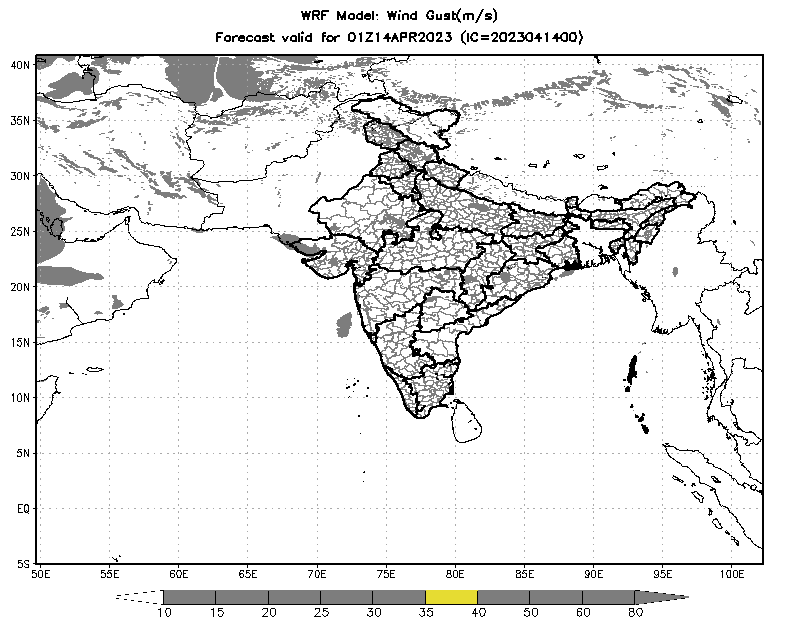 WRF Model: Wind Gust(m/s)
Forecast valid for 01Z14APR2023 (IC=2023041400)
40N
35N
30N
25N
20N
15N
10N
5N
EQ
5S
50E 55E 60E 65E 70E 75E 80E 85E 90E 95E 100E
10 15 20 25 30 35 40 50 60 80